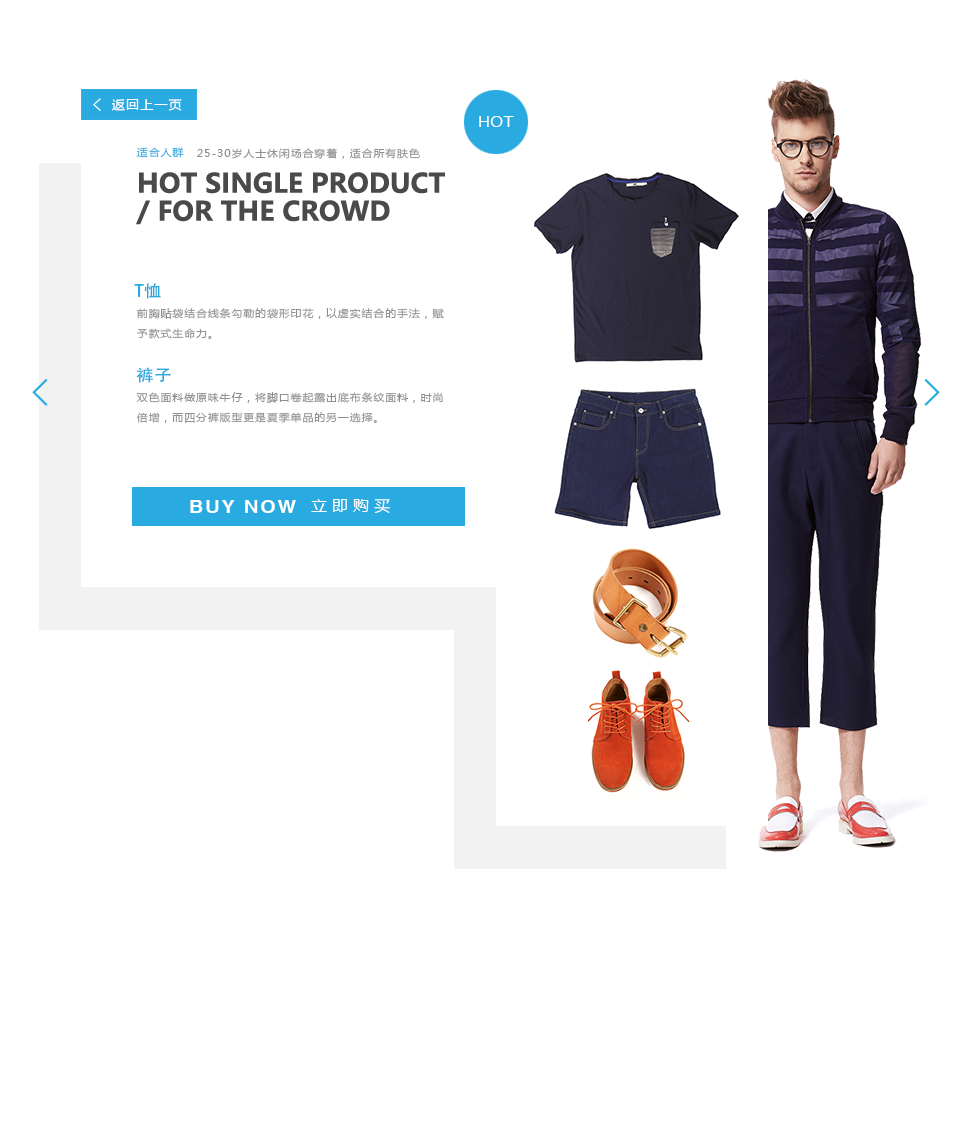 返回上一页
HOT
适合人群 25-30岁人士休闲场合穿着，适合所有肤色
HOT SINGLE PRODUCT
/ FOR THE CROWD
T恤
前胸贴袋结合线条勾勒的袋形印花，以虚实结合的手法，赋
予款式生命力。
裤子
双色面料做原味牛仔，将脚口卷起露出底布条纹面料，时尚
倍增，而四分裤版型更是夏季单品的另一选择。
BUY NOW 立即购买